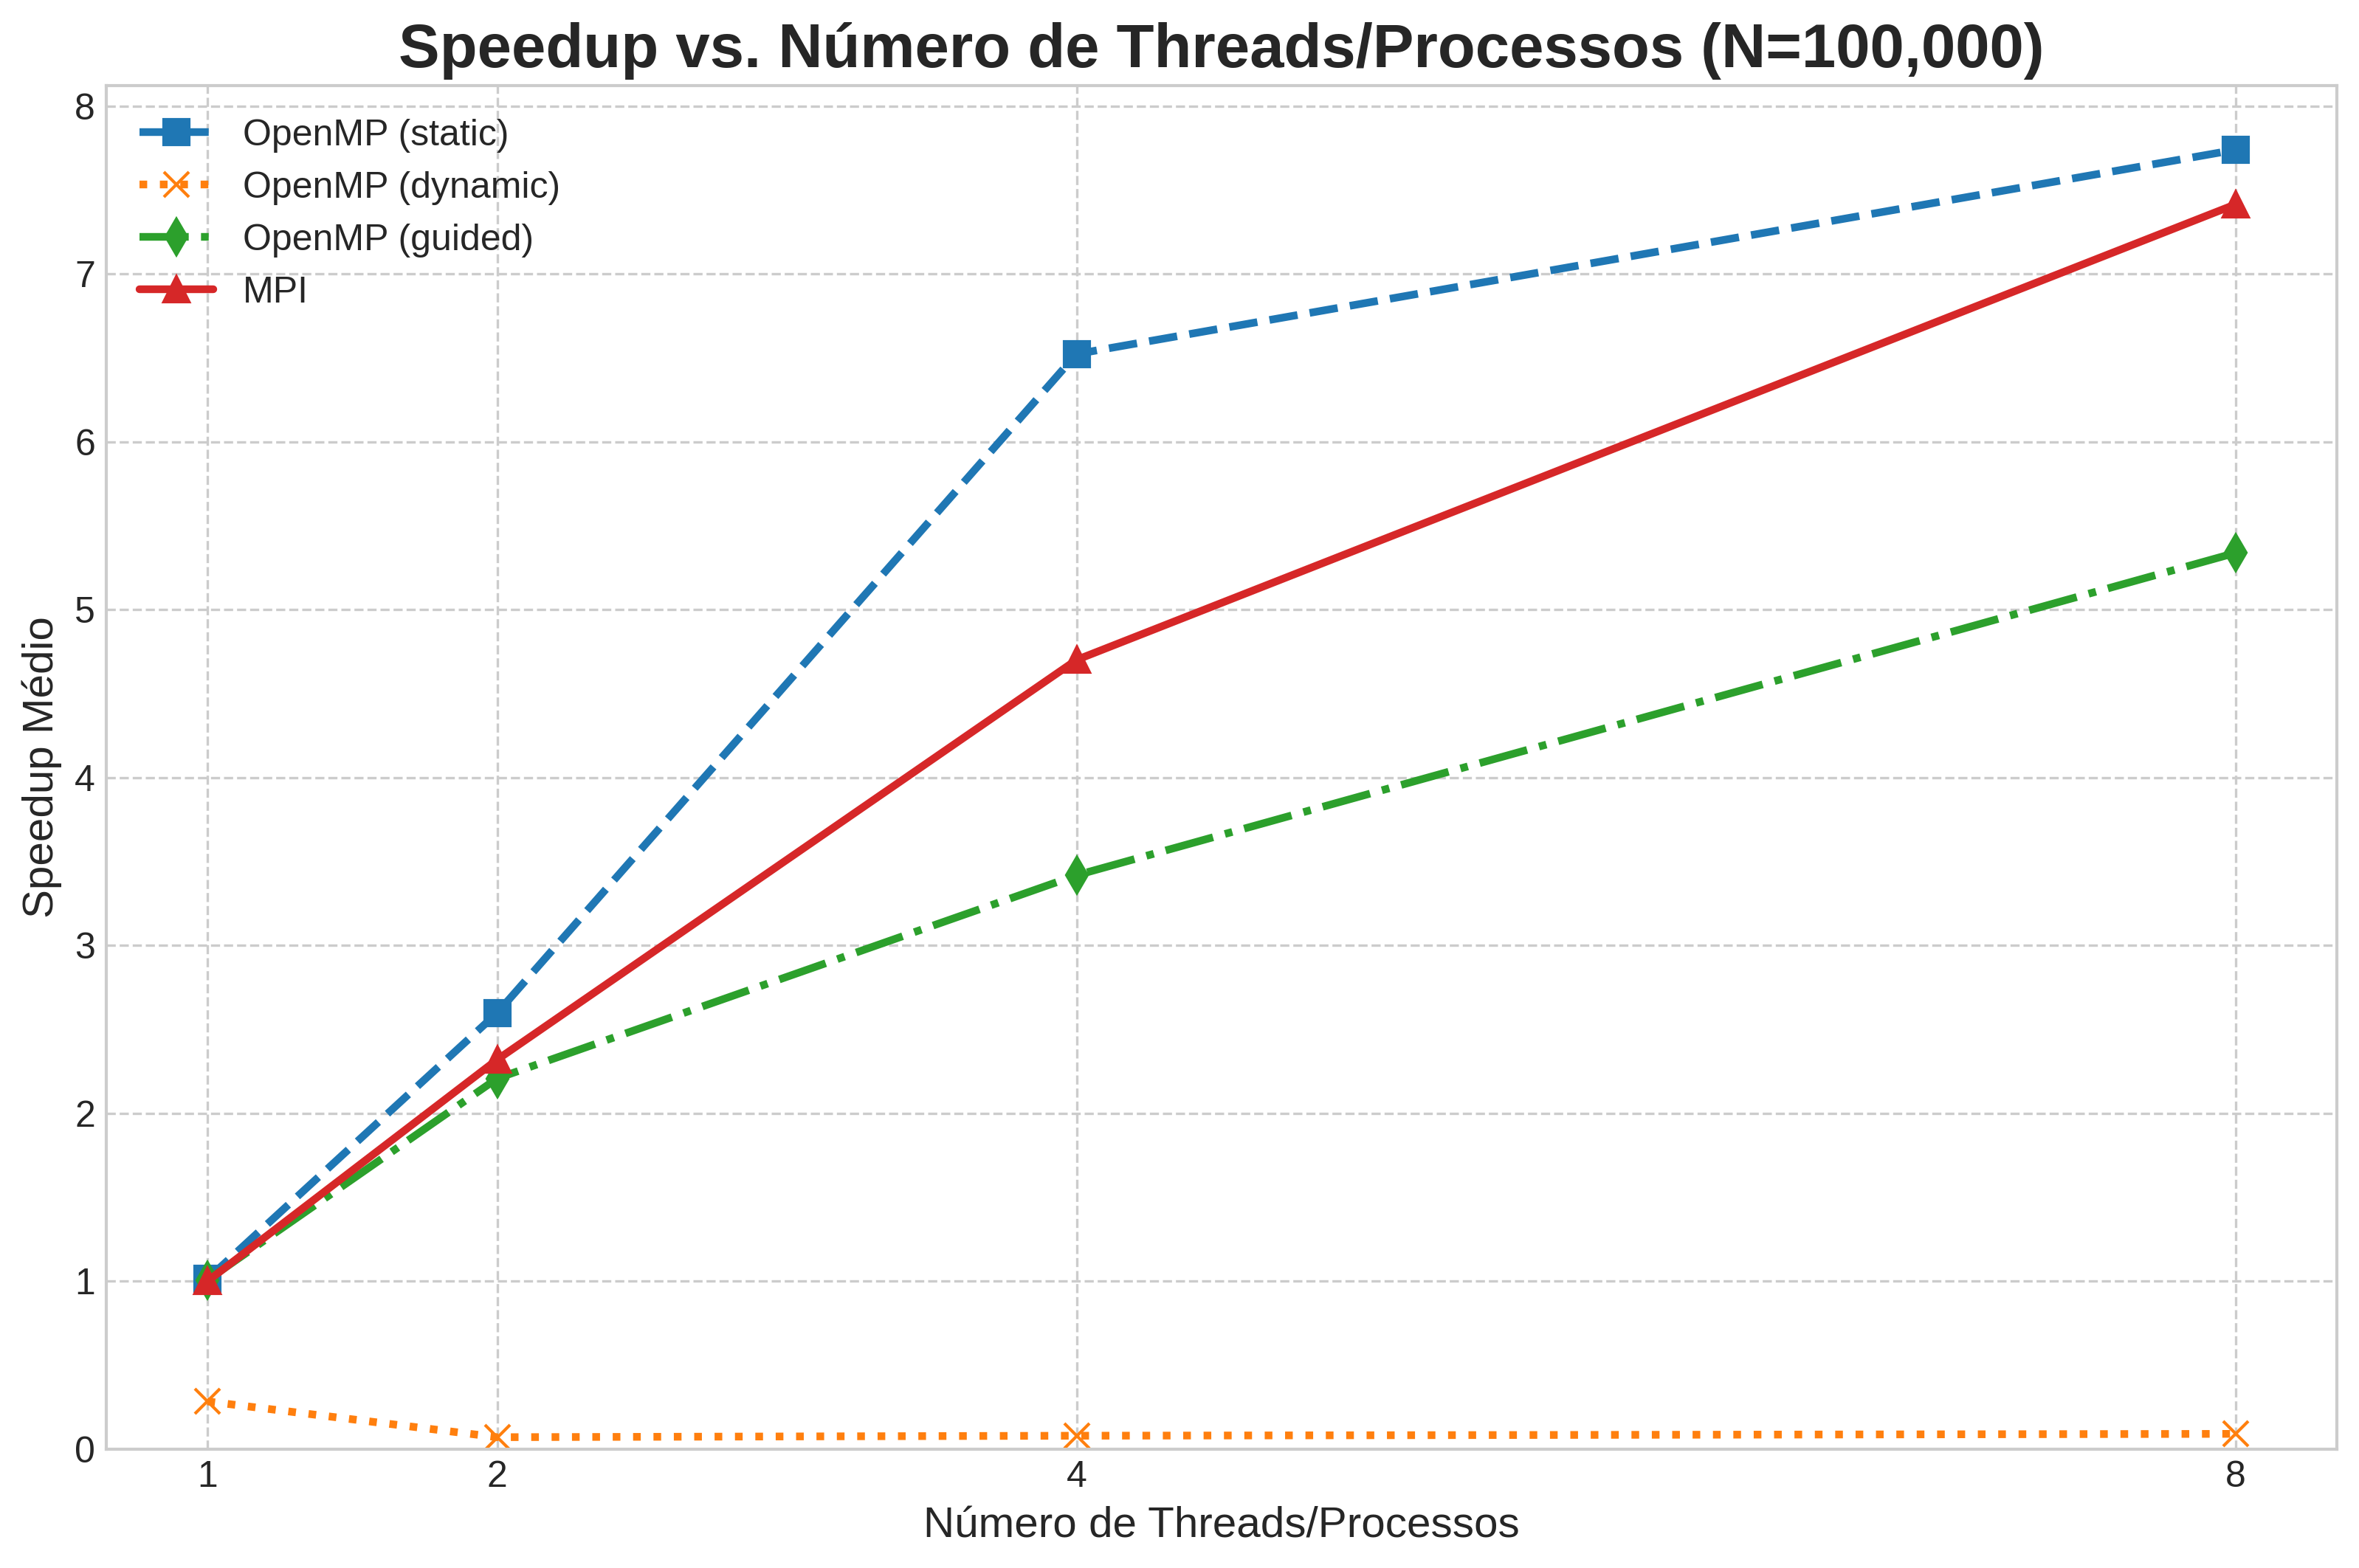 Speedup vs. Número de Threads/Processos (N=100,000)
8
7
6
5
4
3
2
1
0
OpenMP (static)
OpenMP (dynamic)
OpenMP (guided)
MPI
Speedup Médio
1 2 4 8
Número de Threads/Processos